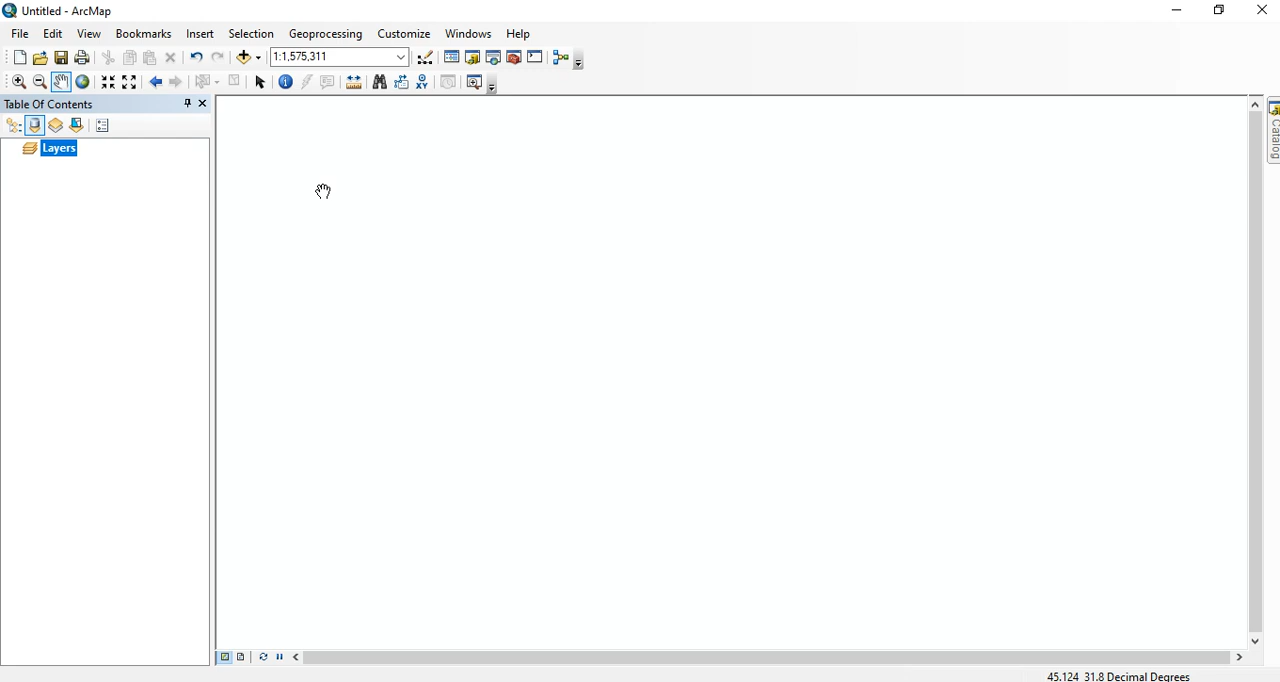 Untitled - ArcMap
File Edit View Bookmarks Insert Selection Geoprocessing Customize Windows Help
1:1,575,311
XY
Table Of Contents
Layers
Catalog
45.124 31.8 Decimal Degrees